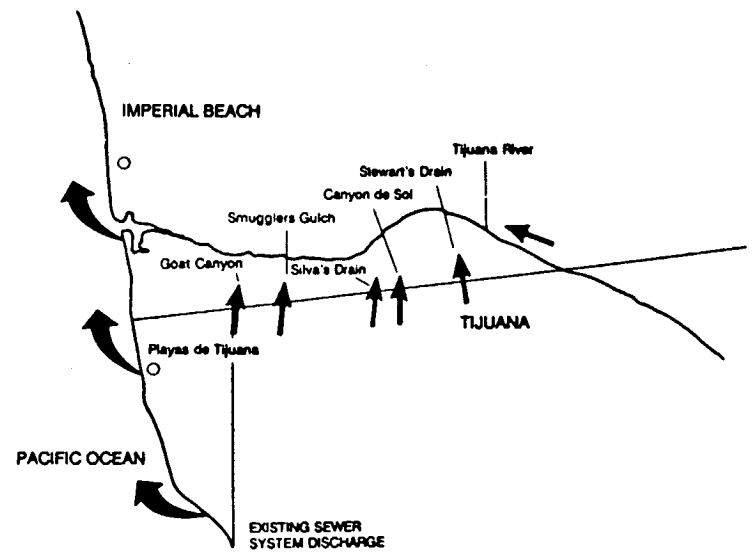 IMPERIAL BEACH
Tijuana River
Stewart's Drain
Canyon de Sol
Smugglers Gulch
Goat Canyon
Silva's Drain
TIJUANA
Playas de Tijuana
PACIFIC OCEAN
EXISTING SEWER
SYSTEM DISCHARGE